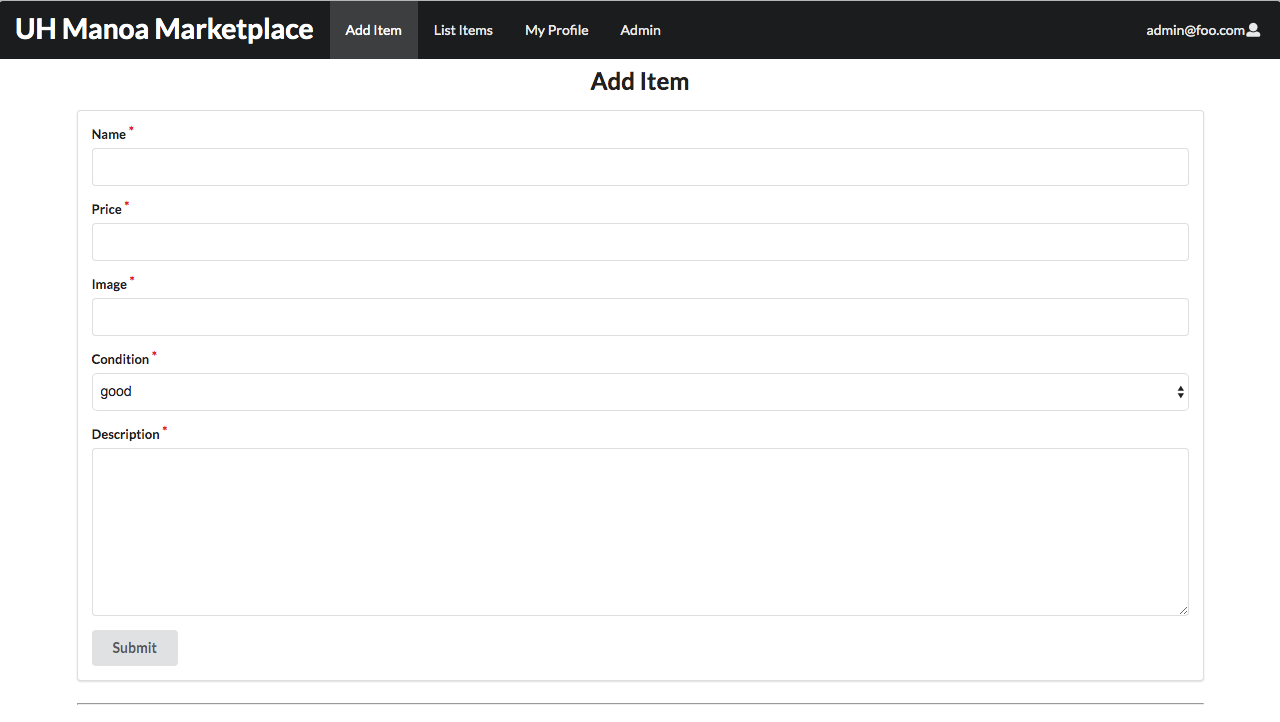 UH Manoa Marketplace Add Item List Items My Profile Admin admin@foo.com
Add Item
Name *
Price *
Image *
Condition *
good
Description *
Submit